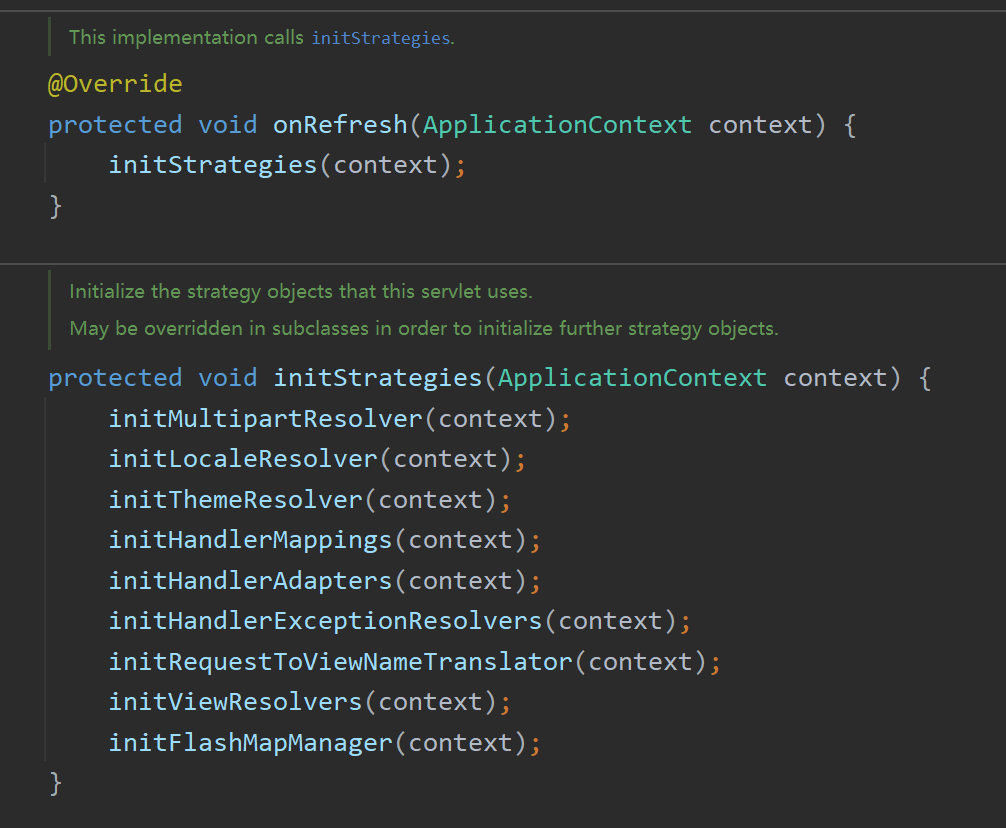 This implementation calls initStrategies.
@Override
protected void onRefresh(ApplicationContext context) {
    initStrategies(context);
}
Initialize the strategy objects that this servlet uses.
May be overridden in subclasses in order to initialize further strategy objects.
protected void initStrategies(ApplicationContext context) {
    initMultipartResolver(context);
    initLocaleResolver(context);
    initThemeResolver(context);
    initHandlerMappings(context);
    initHandlerAdapters(context);
    initHandlerExceptionResolvers(context);
    initRequestToViewNameTranslator(context);
    initViewResolvers(context);
    initFlashMapManager(context);
}